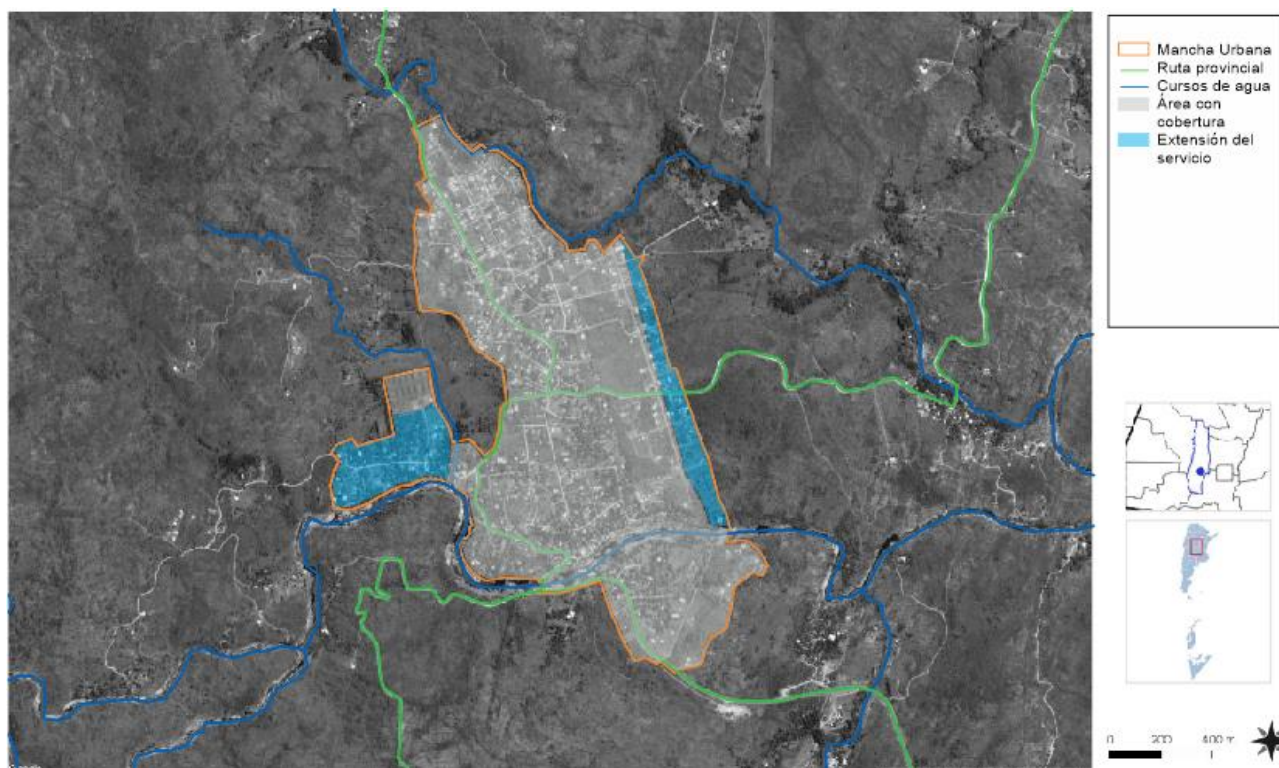 Mancha Urbana
Ruta provincial
Cursos de agua
Área con
cobertura
Extensión del
servicio
0 200 400 m